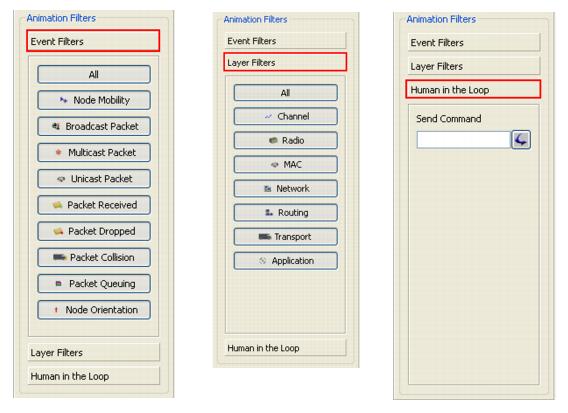 Animation Filters
Event Filters
All
Node Mobility
Broadcast Packet
Multicast Packet
Unicast Packet
Packet Received
Packet Dropped
Packet Collision
Packet Queuing
Node Orientation
Layer Filters
Human in the Loop
Animation Filters
Event Filters
Layer Filters
All
Channel
Radio
MAC
Network
Routing
Transport
Application
Human in the Loop
Animation Filters
Event Filters
Layer Filters
Human in the Loop
Send Command